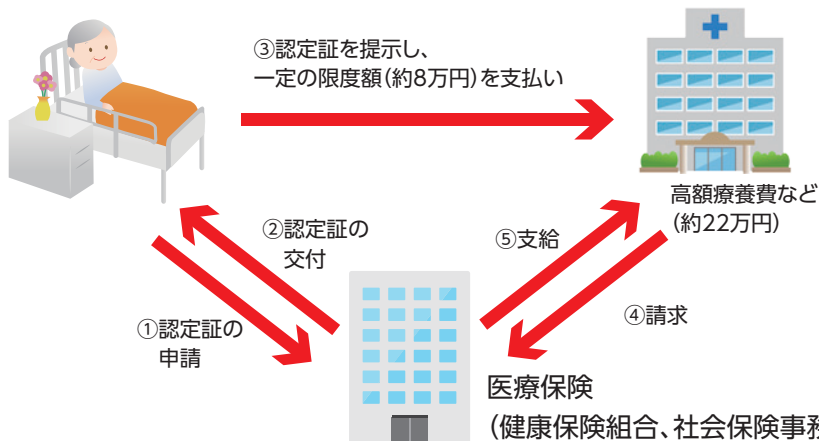 ③認定証を提示し、
一定の限度額(約8万円)を支払い
高額療養費など
(約22万円)
②認定証の
交付
⑤支給
①認定証の
申請
④請求
医療保険
(健康保険組合、社会保険事務